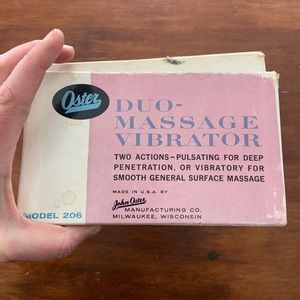 Oster
DUO-
MASSAGE
VIBRATOR
TWO ACTIONS—PULSATING FOR DEEP
PENETRATION, OR VIBRATORY FOR
SMOOTH GENERAL SURFACE MASSAGE
MADE IN U.S.A. BY
John Oster
MANUFACTURING CO.
MILWAUKEE, WISCONSIN
MODEL 206